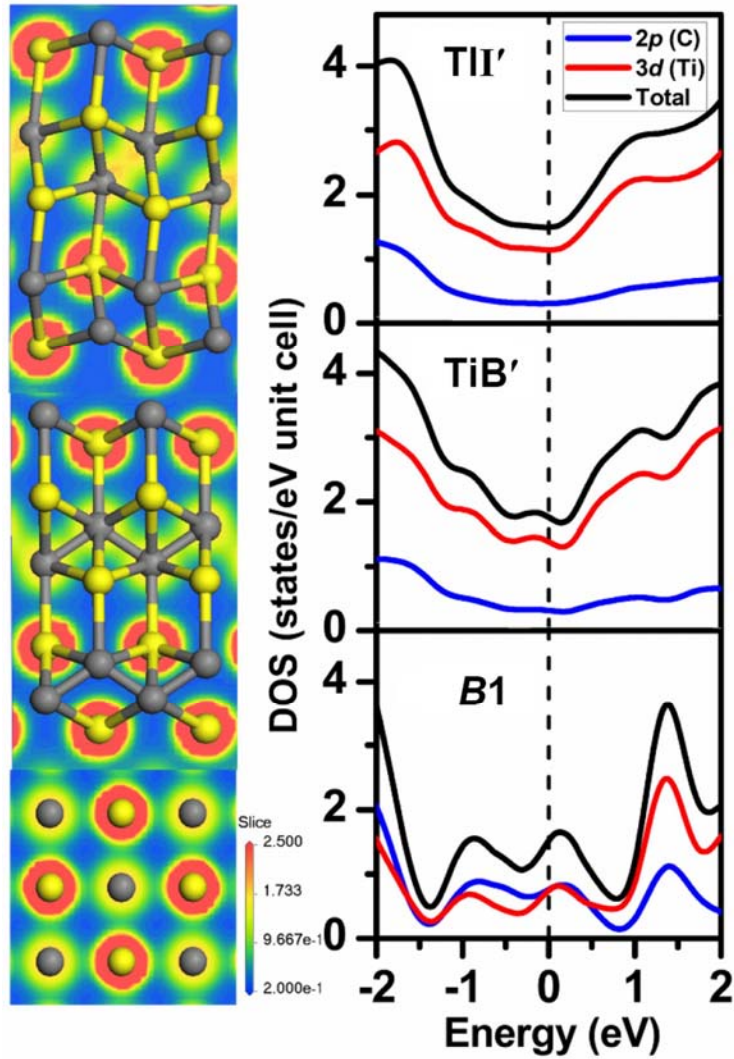 TlI′
2p (C)
3d (Ti)
Total
4
2
0
TiB′
4
2
0
B1
4
2
0
-2 -1 0 1 2
Energy (eV)
DOS (states/eV unit cell)
Slice
2.500
1.733
9.667e-1
2.000e-1